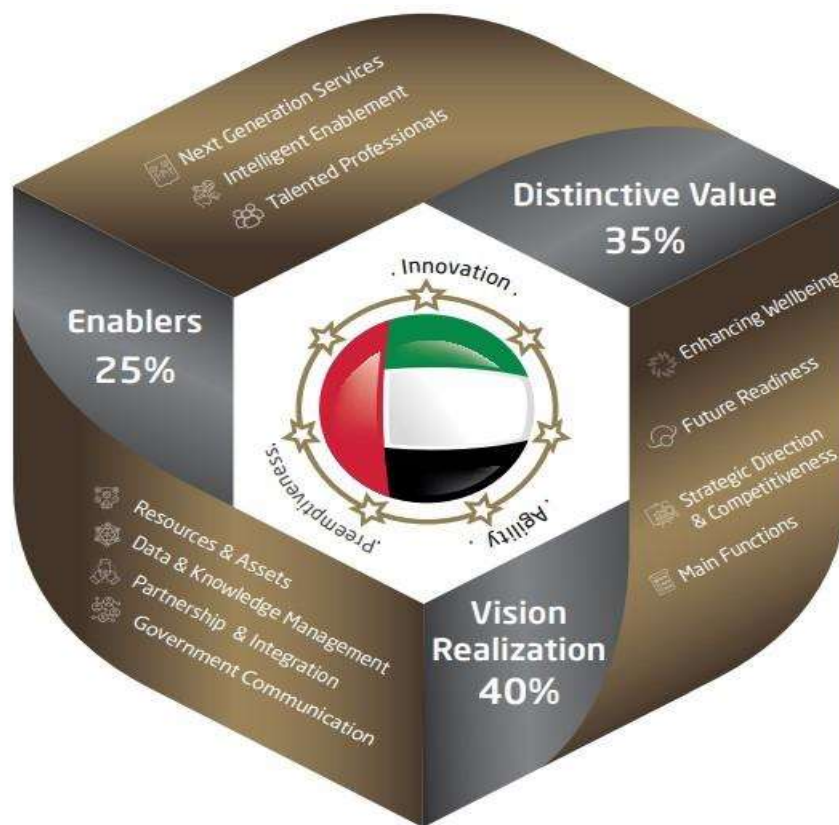 Next Generation Services
Intelligent Enablement
Talented Professionals
Distinctive Value
35%
Enablers
25%
. Innovation .
. Agility .
.Preemptiveness.
Enhancing Wellbeing
Future Readiness
Strategic Direction
& Competitiveness
Main Functions
Resources & Assets
Data & Knowledge Management
Partnership & Integration
Government Communication
Vision
Realization
40%